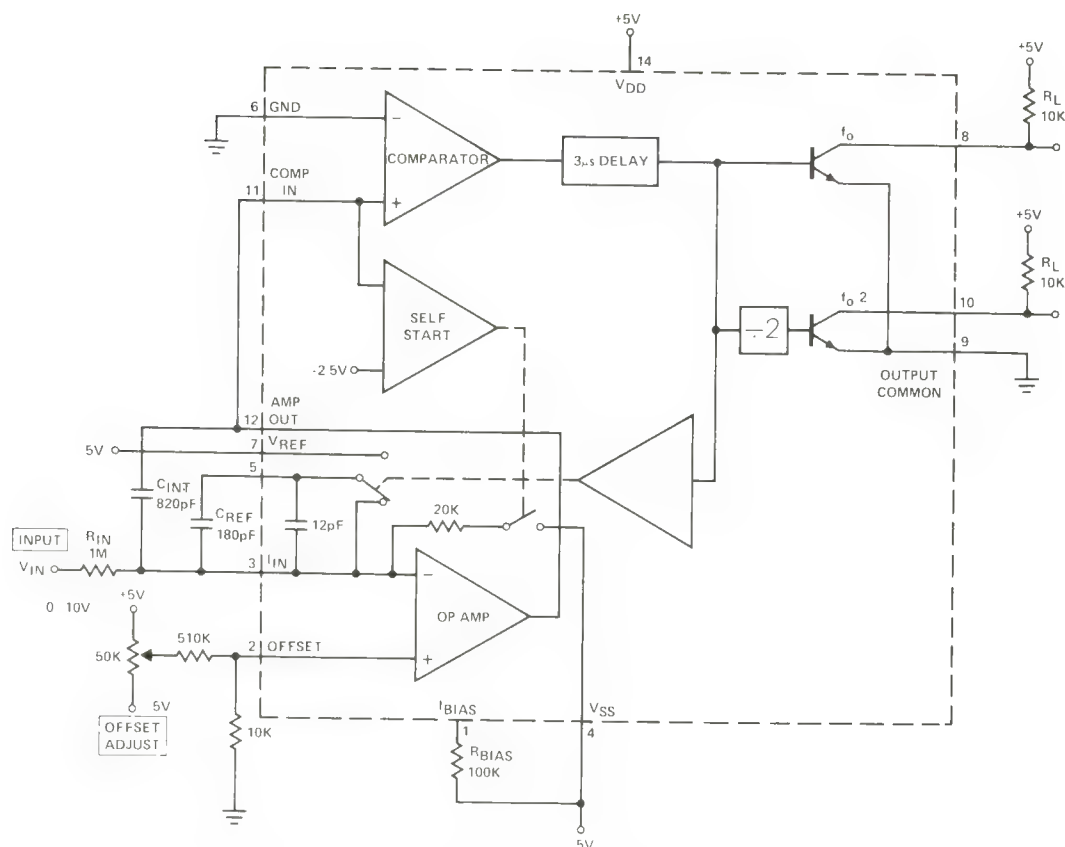 +5V
14
VDD
+5V
RL
10K
6 GND
−
COMPARATOR
+
3µs DELAY
fo
8
11
COMP
IN
+5V
RL
10K
SELF
START
-2 5V
÷2
fo 2
10
9
OUTPUT
COMMON
AMP
12 OUT
5V
7 VREF
5
CINT
820pF
CREF
180pF
12pF
20K
INPUT
RIN
1M
VIN
3 IIN
−
OP AMP
+
0 10V
+5V
50K
510K
2 OFFSET
5V
OFFSET
ADJUST
10K
IBIAS
1
RBIAS
100K
VSS
4
5V